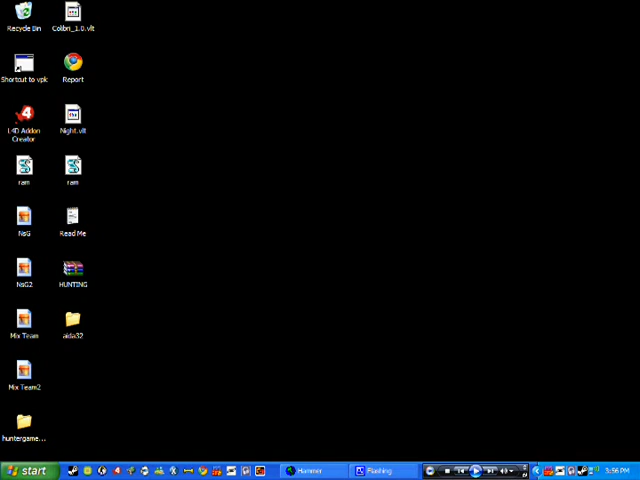 Recycle Bin
Colibri_1.0.vlt
Shortcut to vpk
Report
L4D Addon
Creator
Night.vlt
ram
ram
NsG
Read Me
NsG2
HUNTING
Mix Team
aida32
Mix Team2
huntergame...
start
Hammer
Flashing
3:56 PM